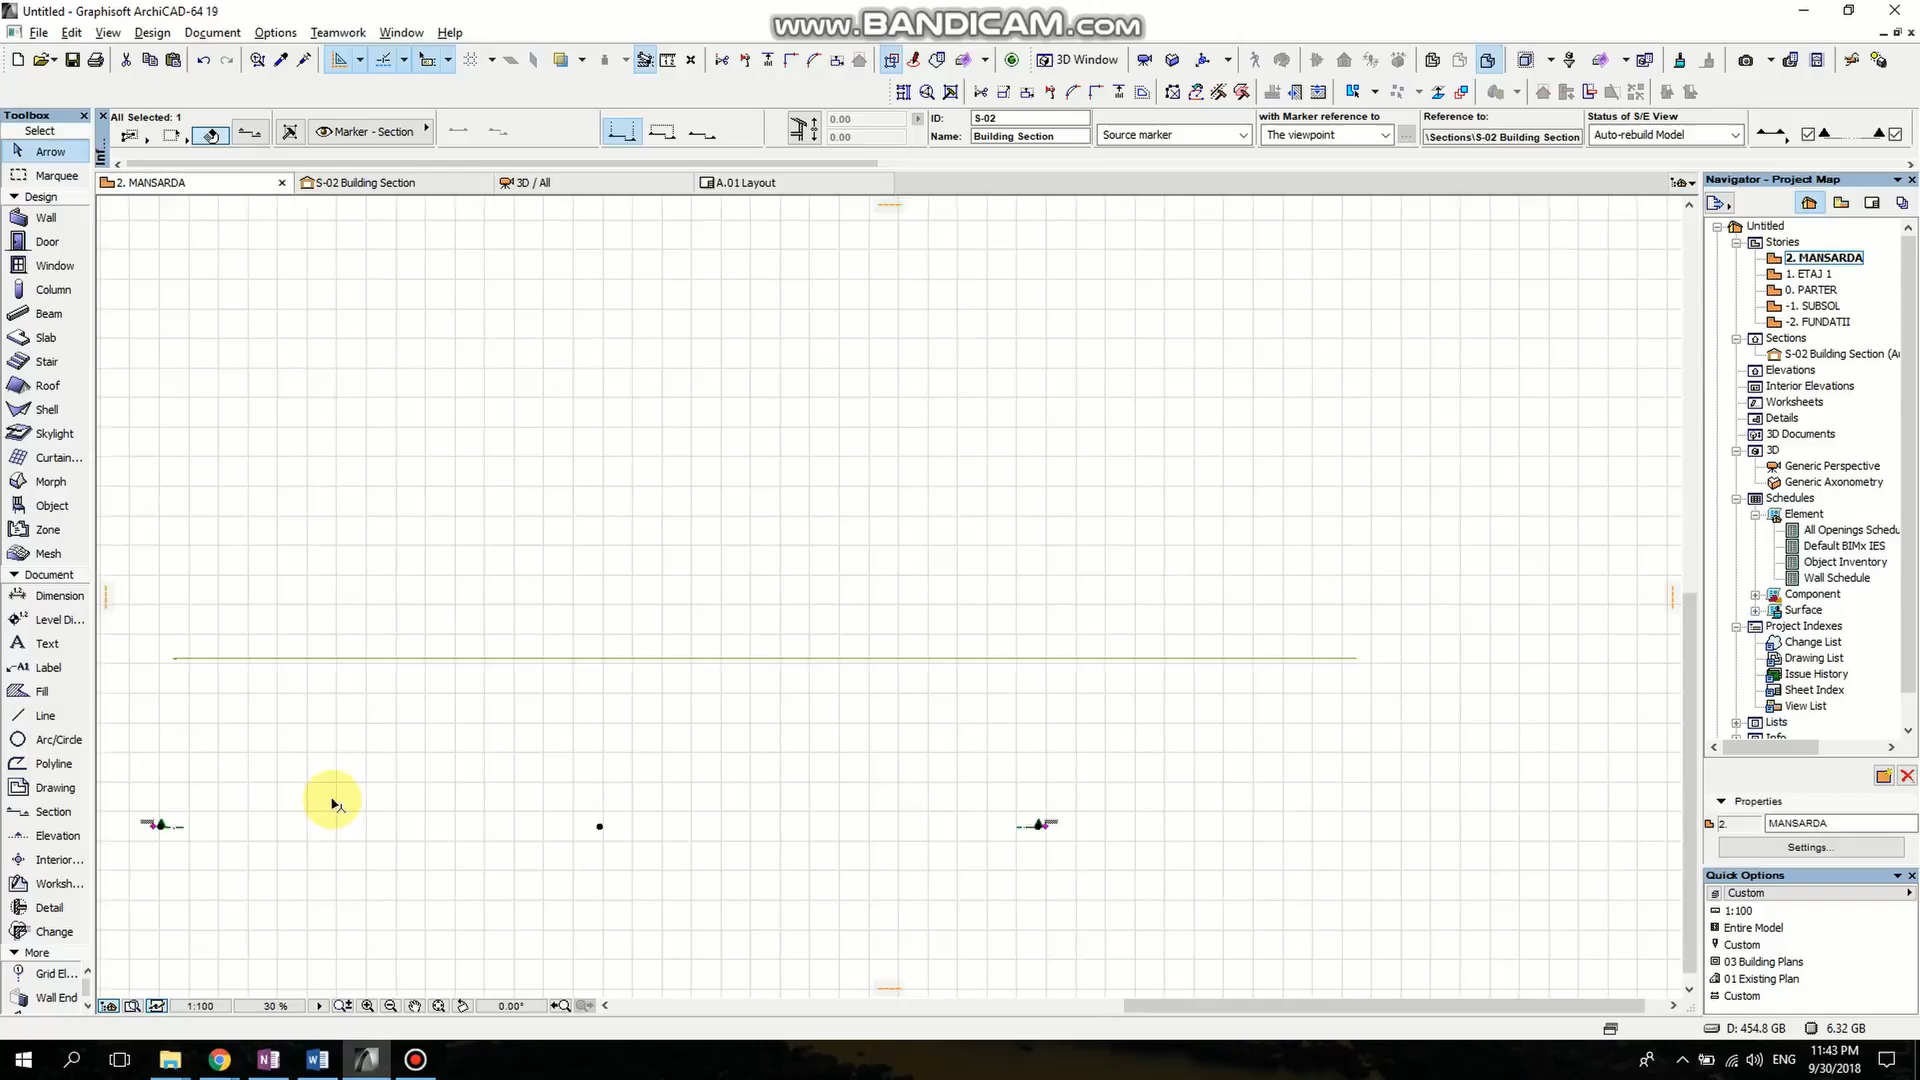 Untitled - Graphisoft ArchiCAD-64 19
www.BANDICAM.com
File Edit View Design Document Options Teamwork Window Help
3D Window
Toolbox
Select
Arrow
Marquee
Design
Wall
Door
Window
Column
Beam
Slab
Stair
Roof
Shell
Skylight
Curtain...
Morph
Object
Zone
Mesh
Document
Dimension
Level Di...
Text
Label
Fill
Line
Arc/Circle
Polyline
Drawing
Section
Elevation
Interior...
Worksh...
Detail
Change
More
Grid El...
Wall End
All Selected: 1
Marker - Section
0.00
0.00
ID: S-02
Name: Building Section
Source marker
with Marker reference to
The viewpoint
Reference to:
\Sections\S-02 Building Section
Status of S/E View
Auto-rebuild Model
2. MANSARDA
S-02 Building Section
3D / All
A.01 Layout
Navigator - Project Map
Untitled
Stories
2. MANSARDA
1. ETAJ 1
0. PARTER
-1. SUBSOL
-2. FUNDATII
Sections
S-02 Building Section (Au
Elevations
Interior Elevations
Worksheets
Details
3D Documents
3D
Generic Perspective
Generic Axonometry
Schedules
Element
All Openings Schedu
Default BIMx IES
Object Inventory
Wall Schedule
Component
Surface
Project Indexes
Change List
Drawing List
Issue History
Sheet Index
View List
Lists
Properties
2. MANSARDA
Settings...
Quick Options
Custom
1:100
Entire Model
Custom
03 Building Plans
01 Existing Plan
Custom
1:100 30 % 0.00°
D: 454.8 GB 6.32 GB
ENG
11:43 PM
9/30/2018